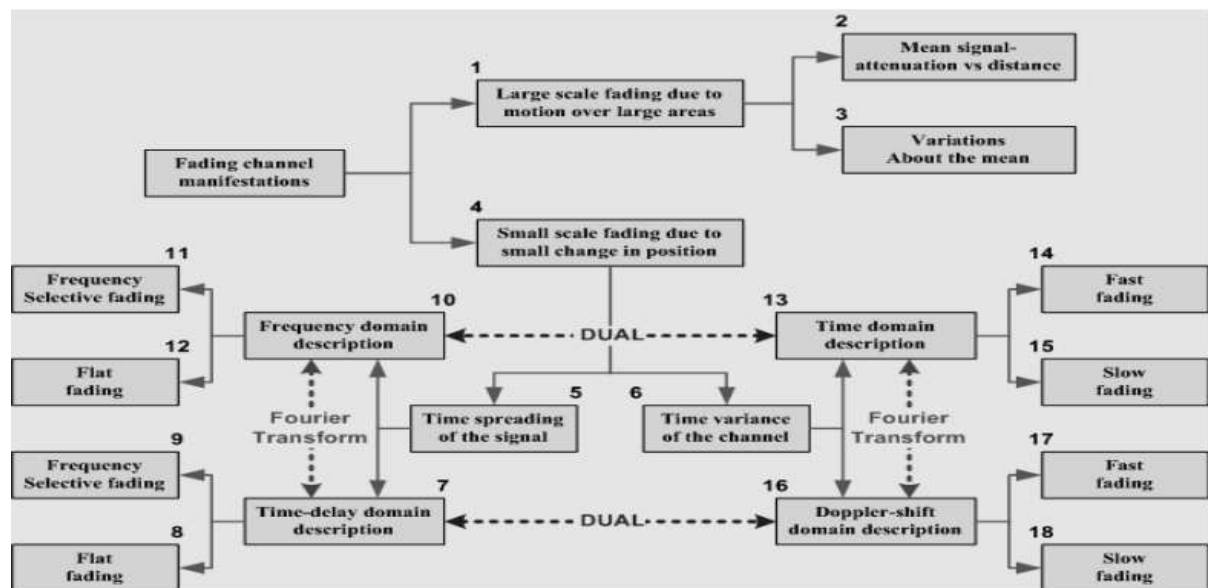 2
Mean signal-
attenuation vs distance
1
Large scale fading due to
motion over large areas
3
Variations
About the mean
Fading channel
manifestations
4
Small scale fading due to
small change in position
11
Frequency
Selective fading
10
Frequency domain
description
DUAL
13
Time domain
description
14
Fast
fading
12
Flat
fading
15
Slow
fading
Fourier
Transform
5
Time spreading
of the signal
6
Time variance
of the channel
Fourier
Transform
9
Frequency
Selective fading
7
Time-delay domain
description
DUAL
16
Doppler-shift
domain description
17
Fast
fading
8
Flat
fading
18
Slow
fading